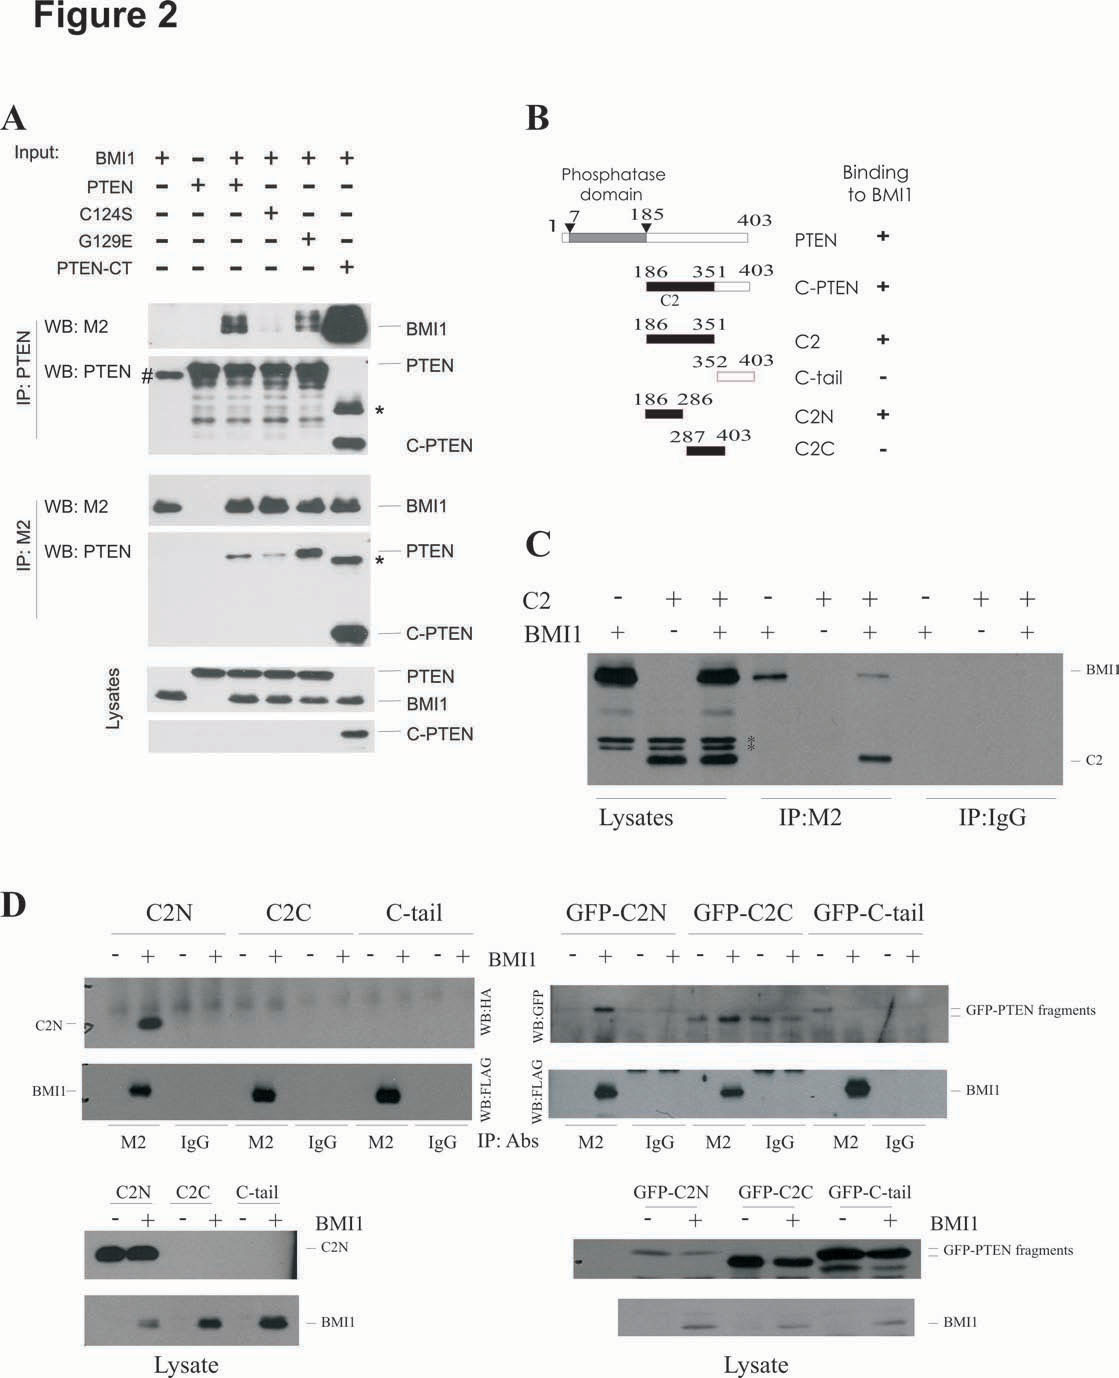 Figure 2
A
Input: BMI1 + - + + + +
PTEN - + + - - -
C124S - - - + - -
G129E - - - - + -
PTEN-CT - - - - - +
IP: PTEN
WB: M2 BMI1
WB: PTEN # PTEN
*
C-PTEN
IP: M2
WB: M2 BMI1
WB: PTEN PTEN
*
C-PTEN
Lysates
PTEN
BMI1
C-PTEN
B
Phosphatase domain
Binding to BMI1
1 7 185 403
PTEN +
186 351 403
C2
C-PTEN +
186 351
C2 +
352 403
C-tail -
186 286
C2N +
287 403
C2C -
C
C2 - + + - + + - + +
BMI1 + - + + - + + - +
BMI1
*
*
C2
Lysates IP:M2 IP:IgG
D
C2N C2C C-tail
- + - + - + - + - + - + BMI1
C2N WB:HA
BMI1 WB:FLAG
M2 IgG M2 IgG M2 IgG IP: Abs
GFP-C2N GFP-C2C GFP-C-tail
- + - + - + - + - + - +
WB:GFP GFP-PTEN fragments
WB:FLAG BMI1
M2 IgG M2 IgG M2 IgG
C2N C2C C-tail
- + - + - + BMI1
C2N
BMI1
Lysate
GFP-C2N GFP-C2C GFP-C-tail
- + - + - + BMI1
GFP-PTEN fragments
BMI1
Lysate